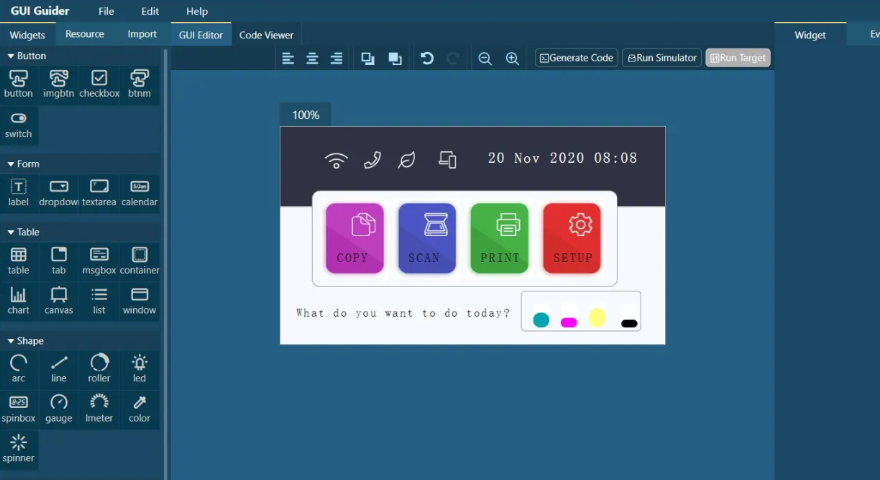 GUI Guider File Edit Help
Widgets Resource Import GUI Editor Code Viewer Widget Ev
Button
button imgbtn checkbox btnm
switch
Form
label dropdown textarea calendar
Table
table tab msgbox container
chart canvas list window
Shape
arc line roller led
spinbox gauge lmeter color
spinner
Generate Code Run Simulator Run Target
100%
20 Nov 2020 08:08
COPY SCAN PRINT SETUP
What do you want to do today?